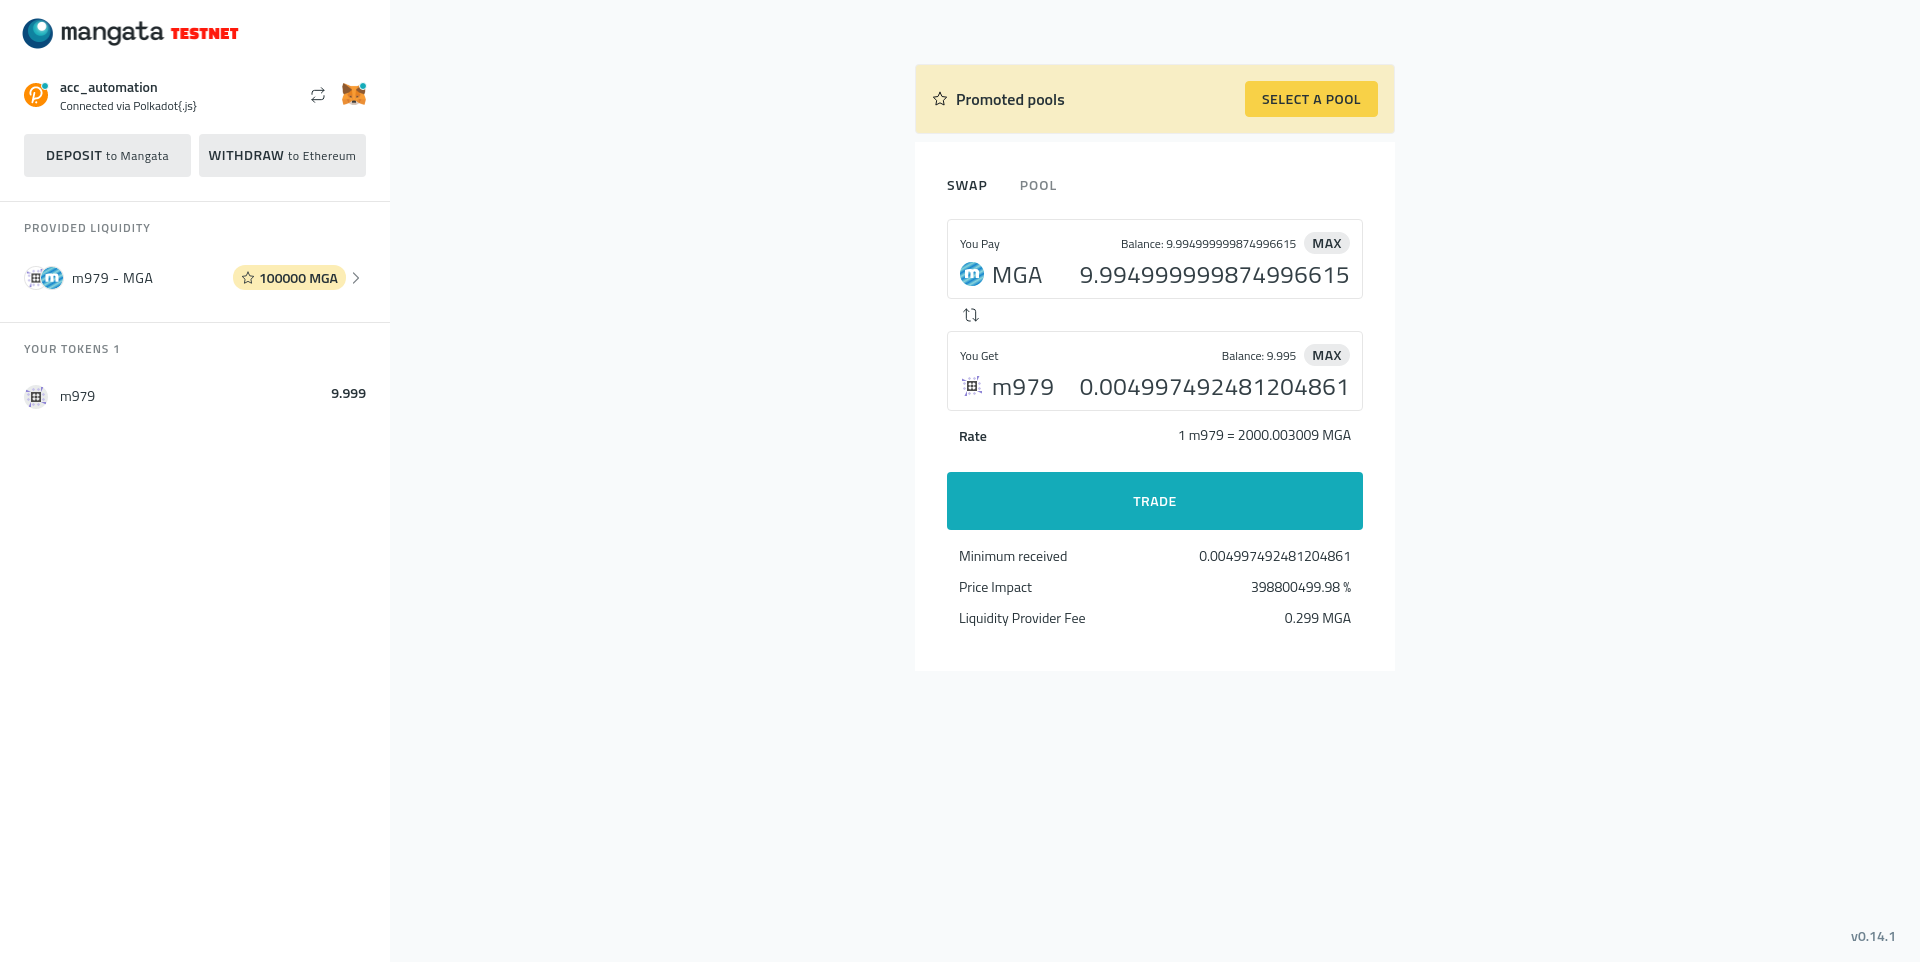 mangata TESTNET
acc_automation
Connected via Polkadot{.js}
DEPOSIT to Mangata
WITHDRAW to Ethereum
PROVIDED LIQUIDITY
m979 - MGA
100000 MGA
YOUR TOKENS 1
m979
9.999
Promoted pools
SELECT A POOL
SWAP
POOL
You Pay
Balance: 9.994999999874996615
MAX
MGA
9.994999999874996615
You Get
Balance: 9.995
MAX
m979
0.004997492481204861
Rate
1 m979 = 2000.003009 MGA
TRADE
Minimum received
0.004997492481204861
Price Impact
398800499.98 %
Liquidity Provider Fee
0.299 MGA
v0.14.1